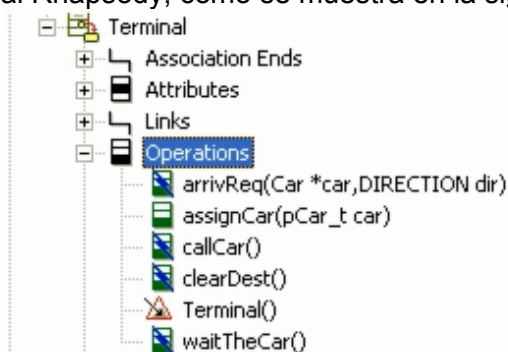 al Rhapsody, como se muestra en la sig
Terminal
Association Ends
Attributes
Links
Operations
arrivReq(Car *car,DIRECTION dir)
assignCar(pCar_t car)
callCar()
clearDest()
Terminal()
waitTheCar()